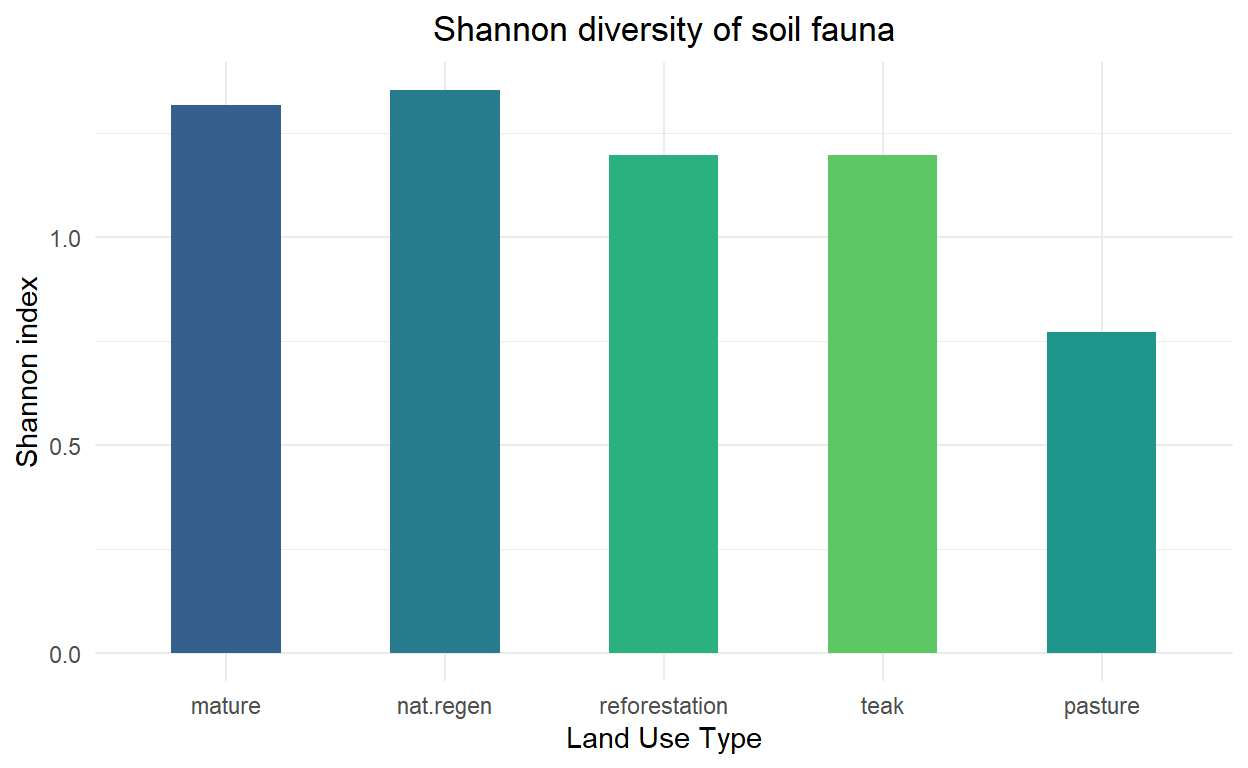 Shannon diversity of soil fauna
Shannon index
1.0
0.5
0.0
mature nat.regen reforestation teak pasture
Land Use Type